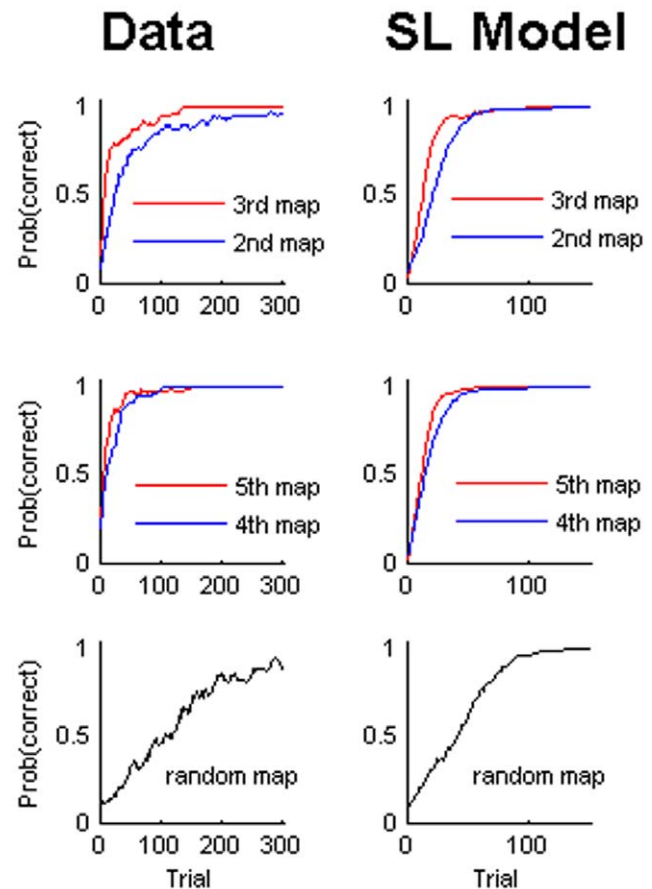 Data
SL Model
Prob(correct)
1
0.5
0
3rd map
2nd map
0 100 200 300
1
0.5
0
3rd map
2nd map
0 100
Prob(correct)
1
0.5
0
5th map
4th map
0 100 200 300
1
0.5
0
5th map
4th map
0 100
Prob(correct)
1
0.5
0
random map
0 100 200 300
Trial
1
0.5
0
random map
0 100
Trial